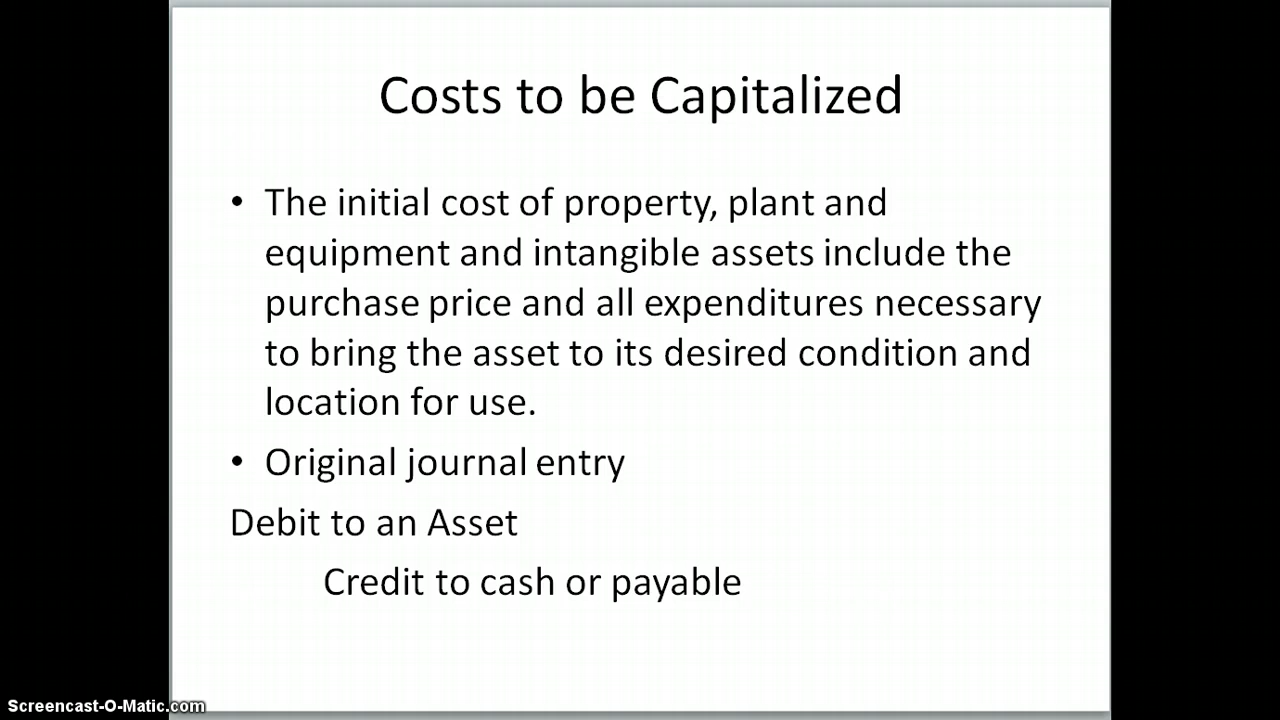 Costs to be Capitalized
• The initial cost of property, plant and
equipment and intangible assets include the
purchase price and all expenditures necessary
to bring the asset to its desired condition and
location for use.
• Original journal entry
Debit to an Asset
Credit to cash or payable
Screencast-O-Matic.com